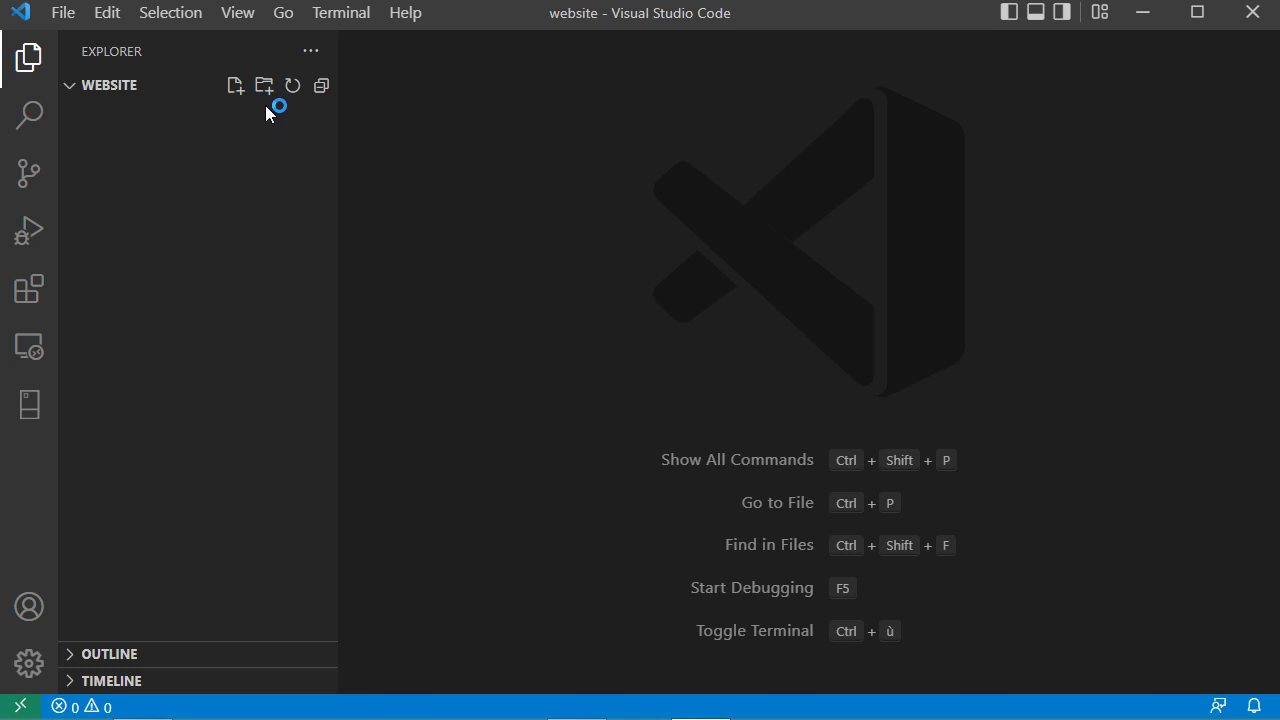 File Edit Selection View Go Terminal Help website - Visual Studio Code
EXPLORER
WEBSITE
Show All Commands Ctrl + Shift + P
Go to File Ctrl + P
Find in Files Ctrl + Shift + F
Start Debugging F5
Toggle Terminal Ctrl + ù
OUTLINE
TIMELINE
0 0